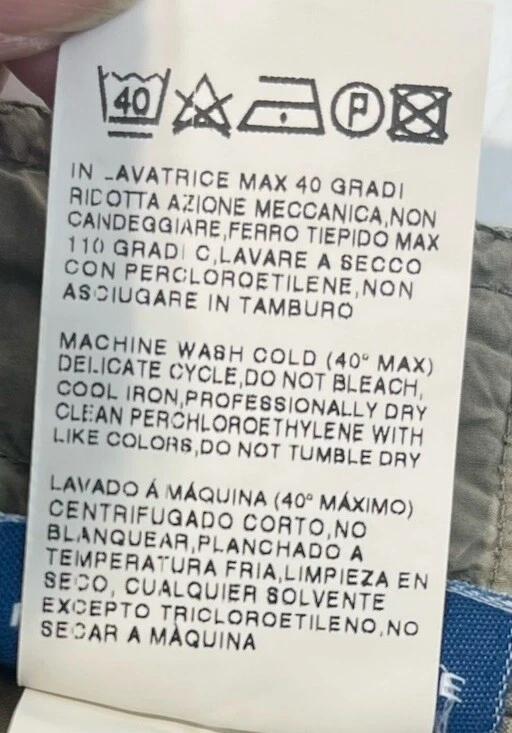 40 P
IN LAVATRICE MAX 40 GRADI
RIDOTTA AZIONE MECCANICA,NON
CANDEGGIARE,FERRO TIEPIDO MAX
110 GRADI C,LAVARE A SECCO
CON PERCLOROETILENE,NON
ASCIUGARE IN TAMBURO
MACHINE WASH COLD (40° MAX)
DELICATE CYCLE,DO NOT BLEACH,
COOL IRON,PROFESSIONALLY DRY
CLEAN PERCHLOROETHYLENE WITH
LIKE COLORS,DO NOT TUMBLE DRY
LAVADO Á MÁQUINA (40° MÁXIMO)
CENTRIFUGADO CORTO,NO
BLANQUEAR,PLANCHADO A
TEMPERATURA FRIA,LIMPIEZA EN
SECO, CUALQUIER SOLVENTE
EXCEPTO TRICLOROETILENO,NO
SECAR A MÁQUINA
E